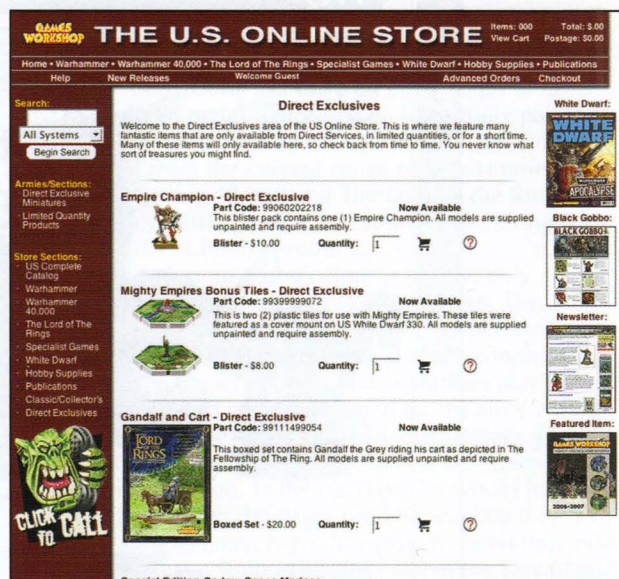 GAMES WORKSHOP
THE U.S. ONLINE STORE
Items: 000 Total: $.00
View Cart Postage: $0.00
Home • Warhammer • Warhammer 40,000 • The Lord of The Rings • Specialist Games • White Dwarf • Hobby Supplies • Publications
Help New Releases Welcome Guest Advanced Orders Checkout
Search:
All Systems
Begin Search
Armies/Sections:
· Direct Exclusive Miniatures
· Limited Quantity Products
Store Sections:
· US Complete Catalog
· Warhammer
· Warhammer 40,000
· The Lord of The Rings
· Specialist Games
· White Dwarf
· Hobby Supplies
· Publications
· Classic/Collector's
· Direct Exclusives
CLICK TO CALL
Direct Exclusives
Welcome to the Direct Exclusives area of the US Online Store. This is where we feature many
fantastic items that are only available from Direct Services, in limited quantities, or for a short time.
Many of these items will only available here, so check back from time to time. You never know what
sort of treasures you might find.
Empire Champion - Direct Exclusive
Part Code: 99060202218 Now Available
This blister pack contains one (1) Empire Champion. All models are supplied
unpainted and require assembly.
Blister - $10.00 Quantity: 1 ?
Mighty Empires Bonus Tiles - Direct Exclusive
Part Code: 99399999072 Now Available
This is two (2) plastic tiles for use with Mighty Empires. These tiles were
featured as a cover mount on US White Dwarf 330. All models are supplied
unpainted and require assembly.
Blister - $8.00 Quantity: 1
Gandalf and Cart - Direct Exclusive
Part Code: 99111499054 Now Available
THE LORD OF THE RINGS
This boxed set contains Gandalf the Grey riding his cart as depicted in The
Fellowship of The Ring. All models are supplied unpainted and require
assembly.
Boxed Set - $20.00 Quantity: 1 ?
White Dwarf:
WHITE DWARF
APOCALYPSE
Black Gobbo:
BLACK GOBBO
Newsletter:
Featured Item:
GAMES WORKSHOP
2006-2007